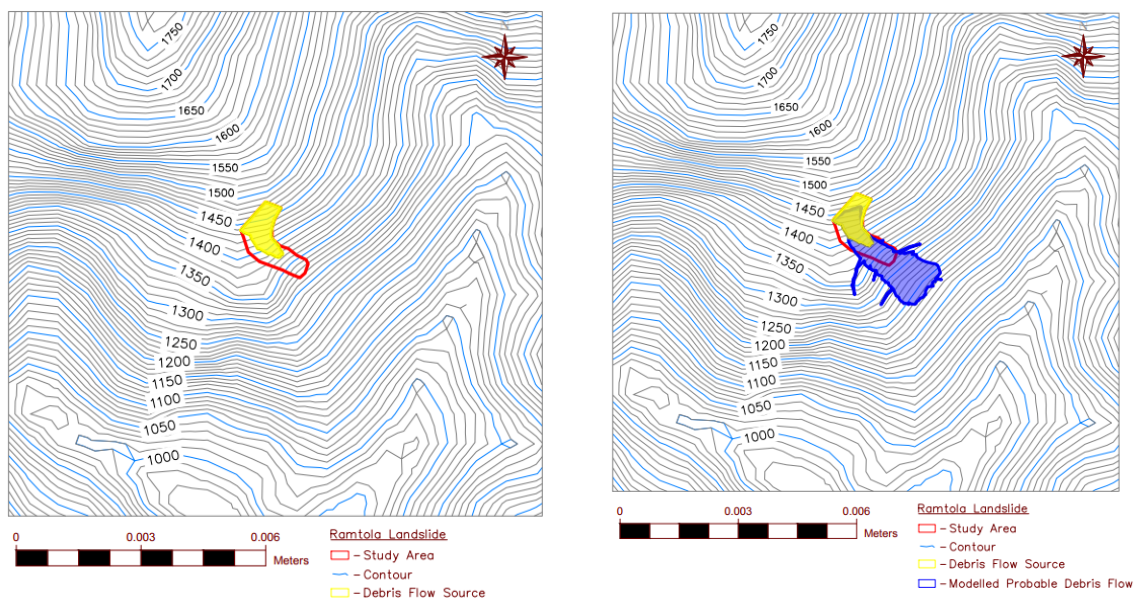 1750
1700
1650
1600
1550
1500
1450
1400
1350
1300
1250
1200
1150
1100
1050
1000
0 0.003 0.006
Meters
Ramtola Landslide
– Study Area
– Contour
– Debris Flow Source
1750
1700
1650
1600
1550
1500
1450
1400
1350
1300
1250
1200
1150
1100
1050
1000
0 0.003 0.006
Meters
Ramtola Landslide
– Study Area
– Contour
– Debris Flow Source
– Modelled Probable Debris Flow